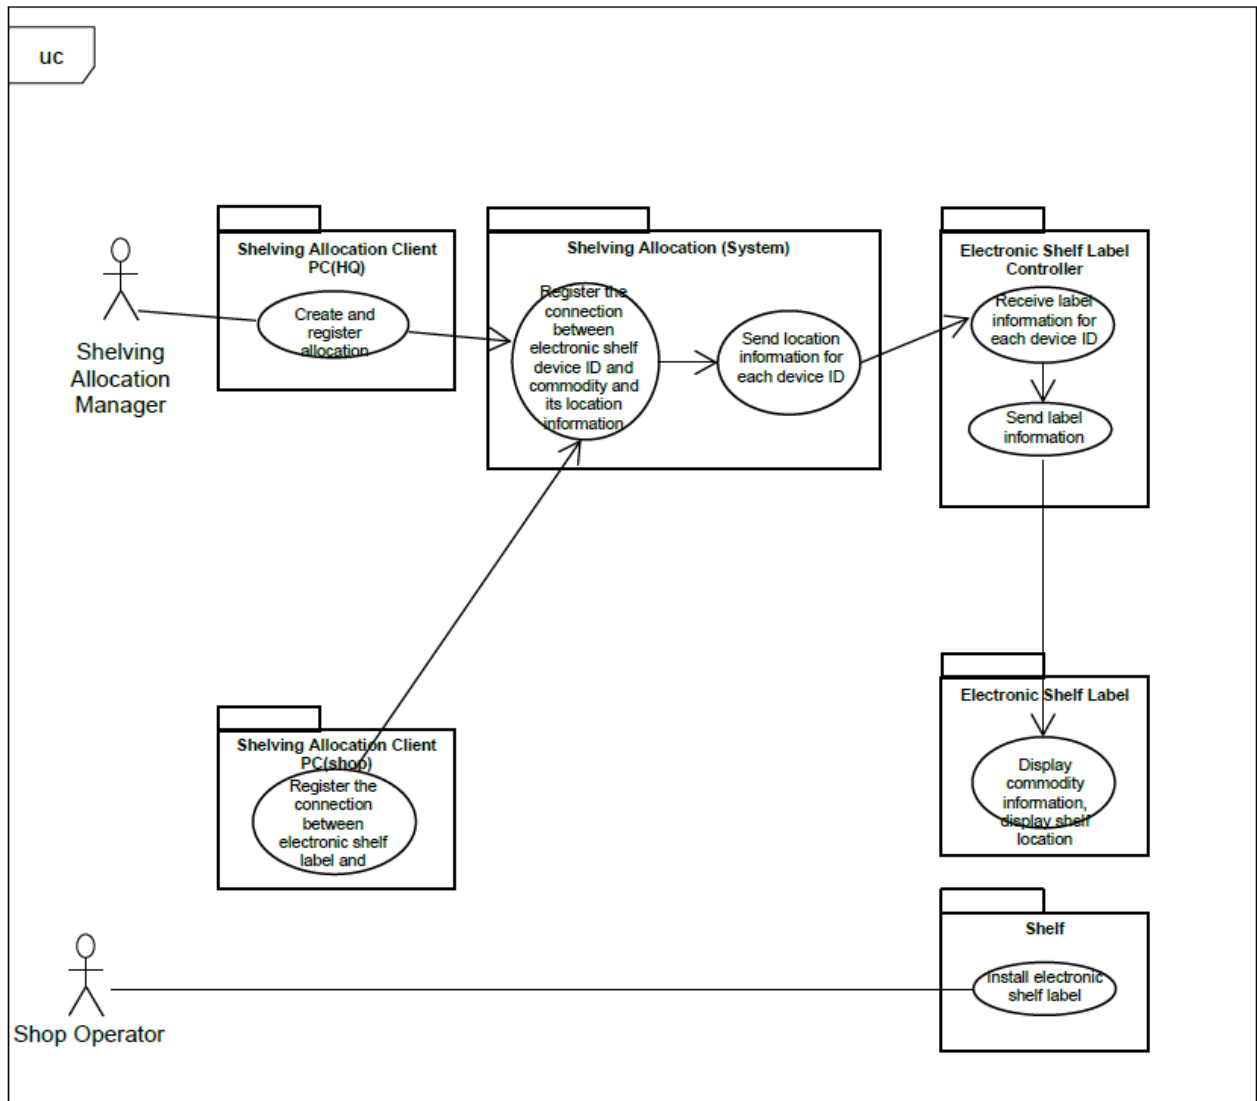 uc
Shelving Allocation Client
PC(HQ)
Create and
register
allocation
Shelving
Allocation
Manager
Shelving Allocation (System)
Register the
connection
between
electronic shelf
device ID and
commodity and
its location
information
Send location
information for
each device ID
Electronic Shelf Label
Controller
Receive label
information for
each device ID
Send label
information
Shelving Allocation Client
PC(shop)
Register the
connection
between
electronic shelf
label and
Electronic Shelf Label
Display
commodity
information,
display shelf
location
Shelf
Install electronic
shelf label
Shop Operator